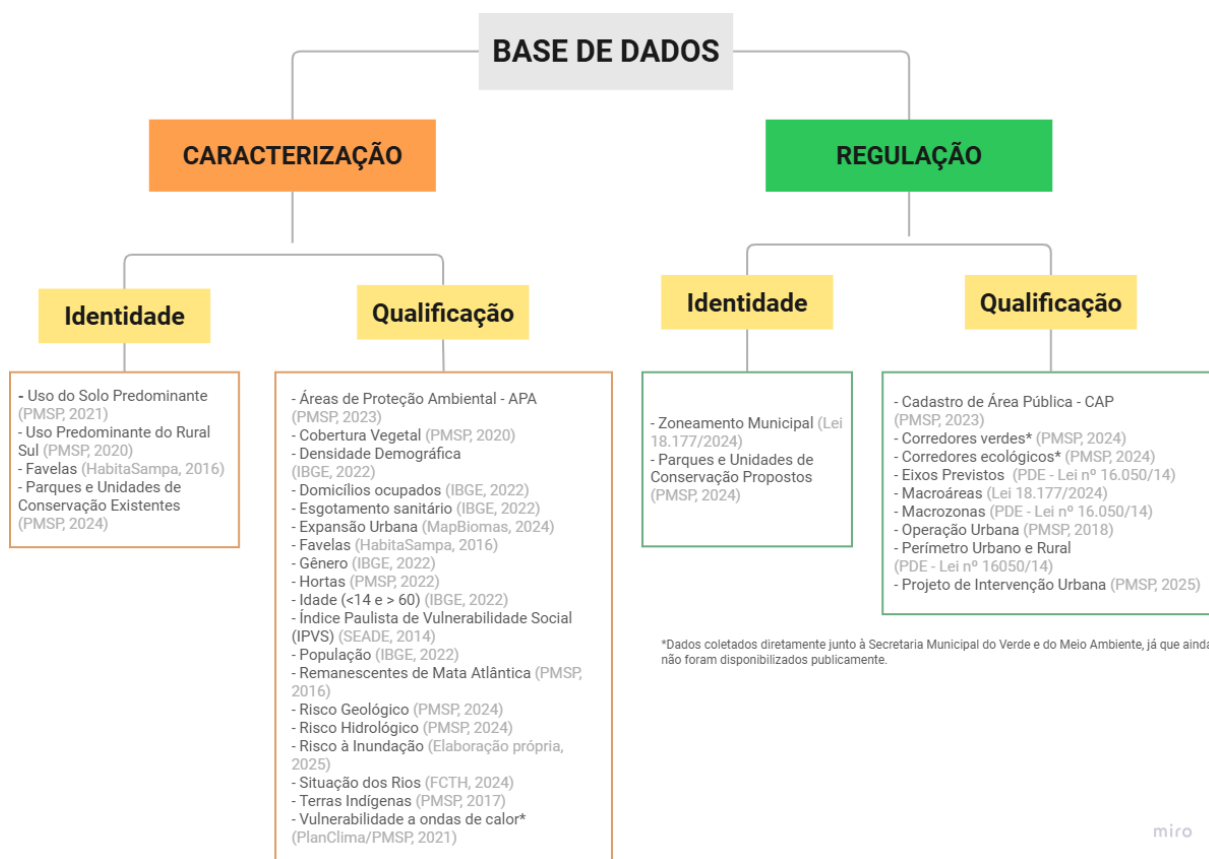 BASE DE DADOS
CARACTERIZAÇÃO
REGULAÇÃO
Identidade
Qualificação
Identidade
Qualificação
- Uso do Solo Predominante
(PMSP, 2021)
- Uso Predominante do Rural
Sul (PMSP, 2020)
- Favelas (HabitaSampa, 2016)
- Parques e Unidades de
Conservação Existentes
(PMSP, 2024)
- Áreas de Proteção Ambiental - APA
(PMSP, 2023)
- Cobertura Vegetal (PMSP, 2020)
- Densidade Demográfica
(IBGE, 2022)
- Domicílios ocupados (IBGE, 2022)
- Esgotamento sanitário (IBGE, 2022)
- Expansão Urbana (MapBiomas, 2024)
- Favelas (HabitaSampa, 2016)
- Gênero (IBGE, 2022)
- Hortas (PMSP, 2022)
- Idade (<14 e > 60) (IBGE, 2022)
- Índice Paulista de Vulnerabilidade Social
(IPVS) (SEADE, 2014)
- População (IBGE, 2022)
- Remanescentes de Mata Atlântica (PMSP,
2016)
- Risco Geológico (PMSP, 2024)
- Risco Hidrológico (PMSP, 2024)
- Risco à Inundação (Elaboração própria,
2025)
- Situação dos Rios (FCTH, 2024)
- Terras Indígenas (PMSP, 2017)
- Vulnerabilidade a ondas de calor*
(PlanClima/PMSP, 2021)
- Zoneamento Municipal (Lei
18.177/2024)
- Parques e Unidades de
Conservação Propostos
(PMSP, 2024)
- Cadastro de Área Pública - CAP
(PMSP, 2023)
- Corredores verdes* (PMSP, 2024)
- Corredores ecológicos* (PMSP, 2024)
- Eixos Previstos (PDE - Lei nº 16.050/14)
- Macroáreas (Lei 18.177/2024)
- Macrozonas (PDE - Lei nº 16.050/14)
- Operação Urbana (PMSP, 2018)
- Perímetro Urbano e Rural
(PDE - Lei nº 16050/14)
- Projeto de Intervenção Urbana (PMSP, 2025)
*Dados coletados diretamente junto à Secretaria Municipal do Verde e do Meio Ambiente, já que ainda
não foram disponibilizados publicamente.
miro